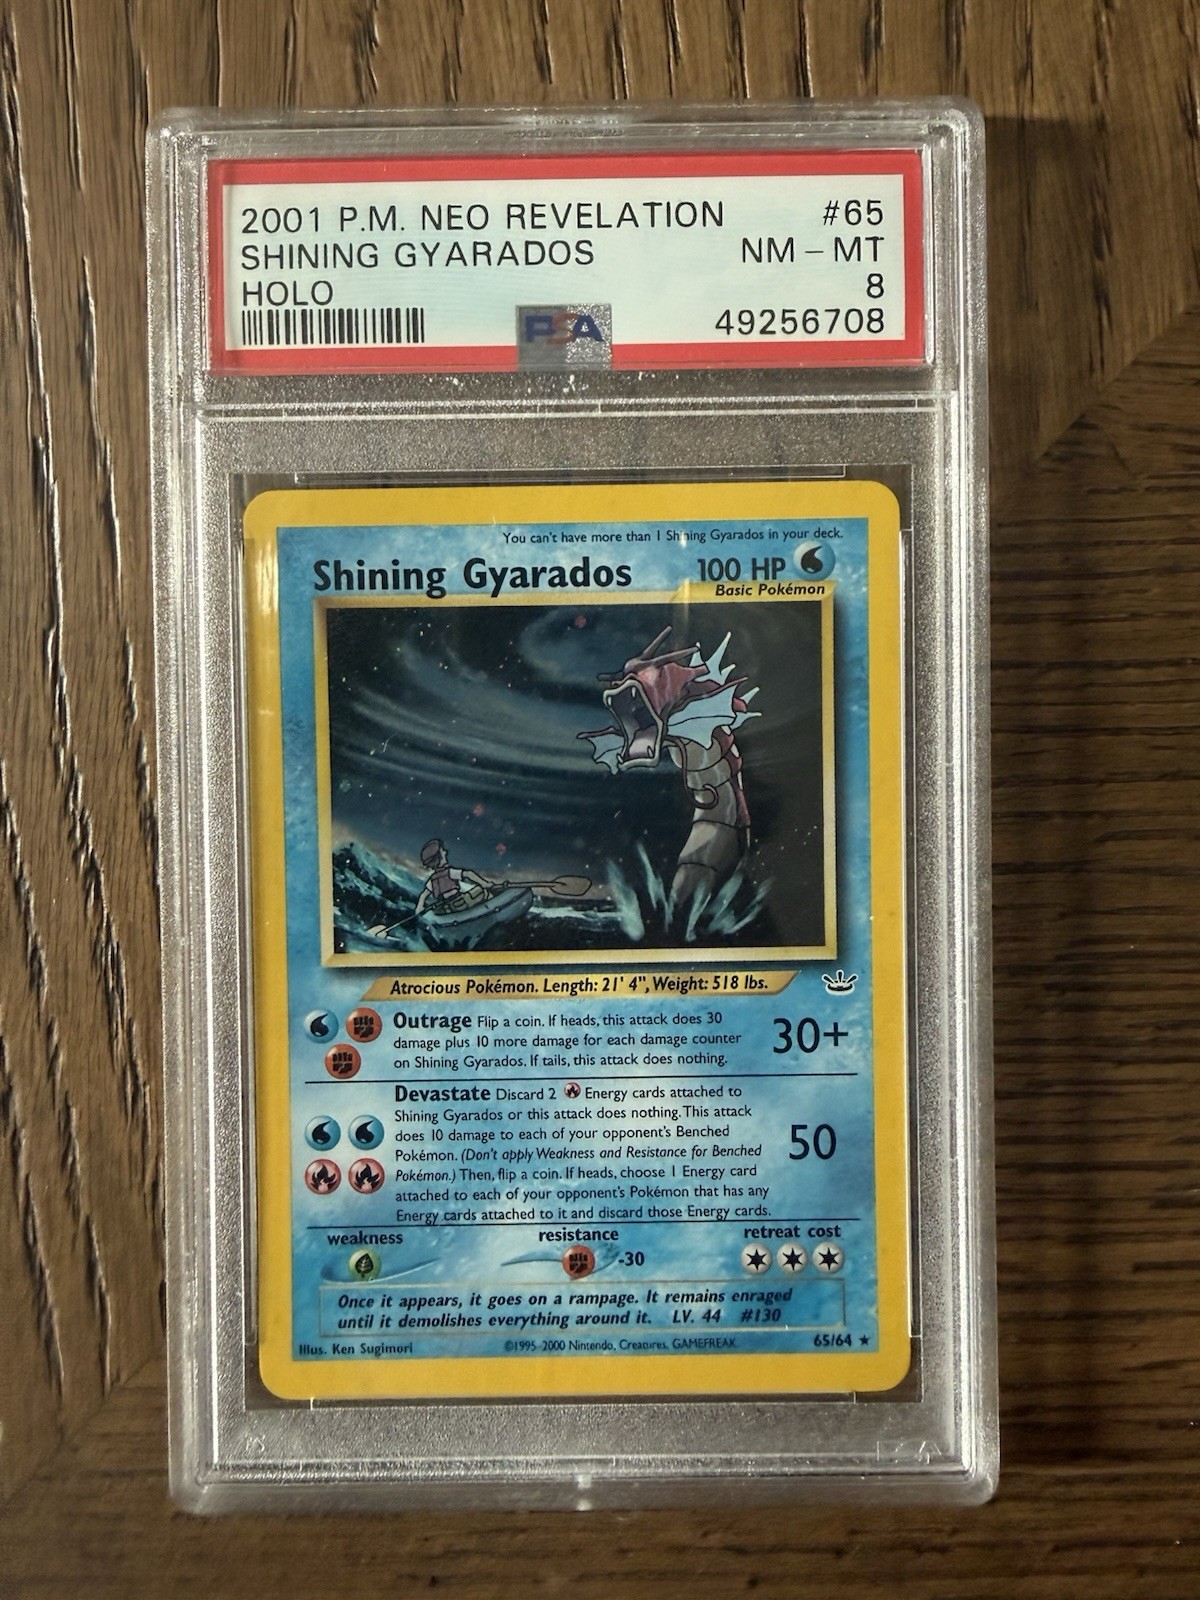 2001 P.M. NEO REVELATION #65
SHINING GYARADOS NM - MT
HOLO 8
PSA 49256708
You can't have more than 1 Shining Gyarados in your deck.
Shining Gyarados 100 HP
Basic Pokémon
Atrocious Pokémon. Length: 21' 4", Weight: 518 lbs.
Outrage Flip a coin. If heads, this attack does 30
damage plus 10 more damage for each damage counter
on Shining Gyarados. If tails, this attack does nothing.
30+
Devastate Discard 2 Energy cards attached to
Shining Gyarados or this attack does nothing. This attack
does 10 damage to each of your opponent's Benched
Pokémon. (Don't apply Weakness and Resistance for Benched
Pokémon.) Then, flip a coin. If heads, choose 1 Energy card
attached to each of your opponent's Pokémon that has any
Energy cards attached to it and discard those Energy cards.
50
weakness resistance retreat cost
-30
Once it appears, it goes on a rampage. It remains enraged
until it demolishes everything around it. LV. 44 #130
Illus. Ken Sugimori ©1995-2000 Nintendo, Creatures, GAMEFREAK. 65/64 ★